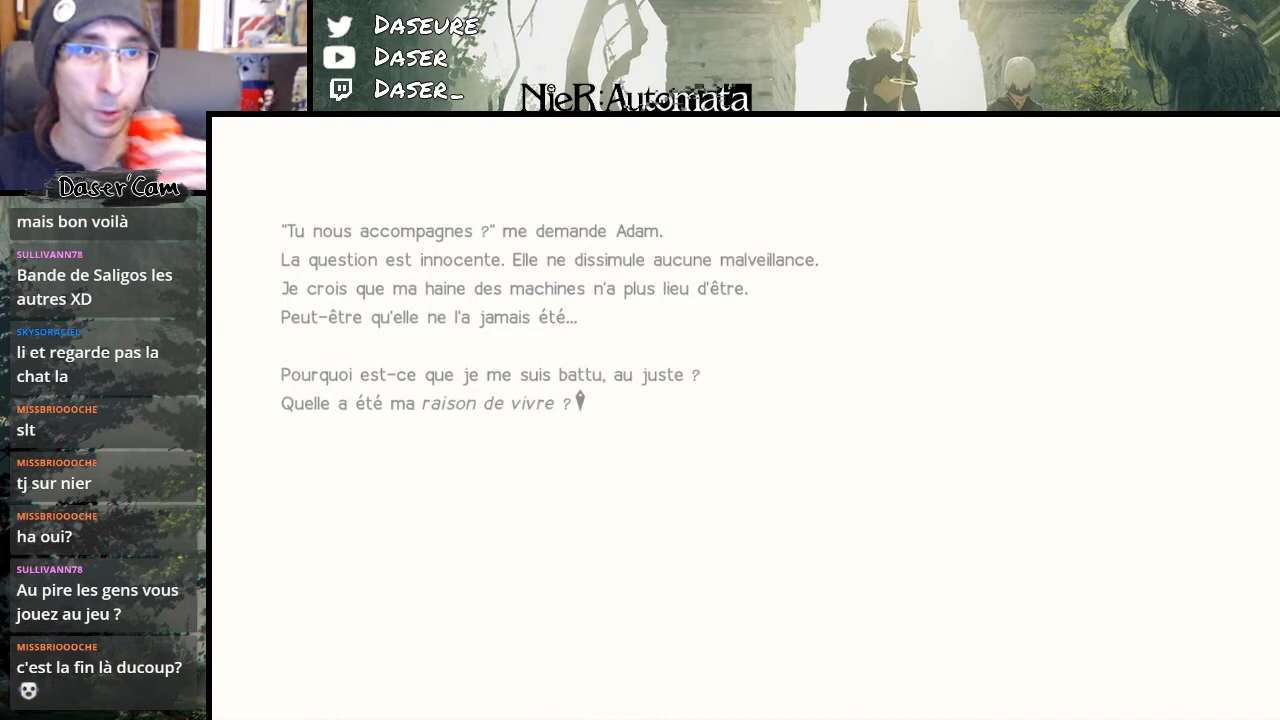 Daseure
Daser
Daser_
NieR:Automata
Daser'Cam
mais bon voilà
SULLIVANN78
Bande de Saligos les
autres XD
SKYSORACIEL
li et regarde pas la
chat la
MISSBRIOOOCHE
slt
MISSBRIOOOCHE
tj sur nier
MISSBRIOOOCHE
ha oui?
SULLIVANN78
Au pire les gens vous
jouez au jeu ?
MISSBRIOOOCHE
c'est la fin là ducoup?
"Tu nous accompagnes ?" me demande Adam.
La question est innocente. Elle ne dissimule aucune malveillance.
Je crois que ma haine des machines n'a plus lieu d'être.
Peut-être qu'elle ne l'a jamais été...
Pourquoi est-ce que je me suis battu, au juste ?
Quelle a été ma raison de vivre ?